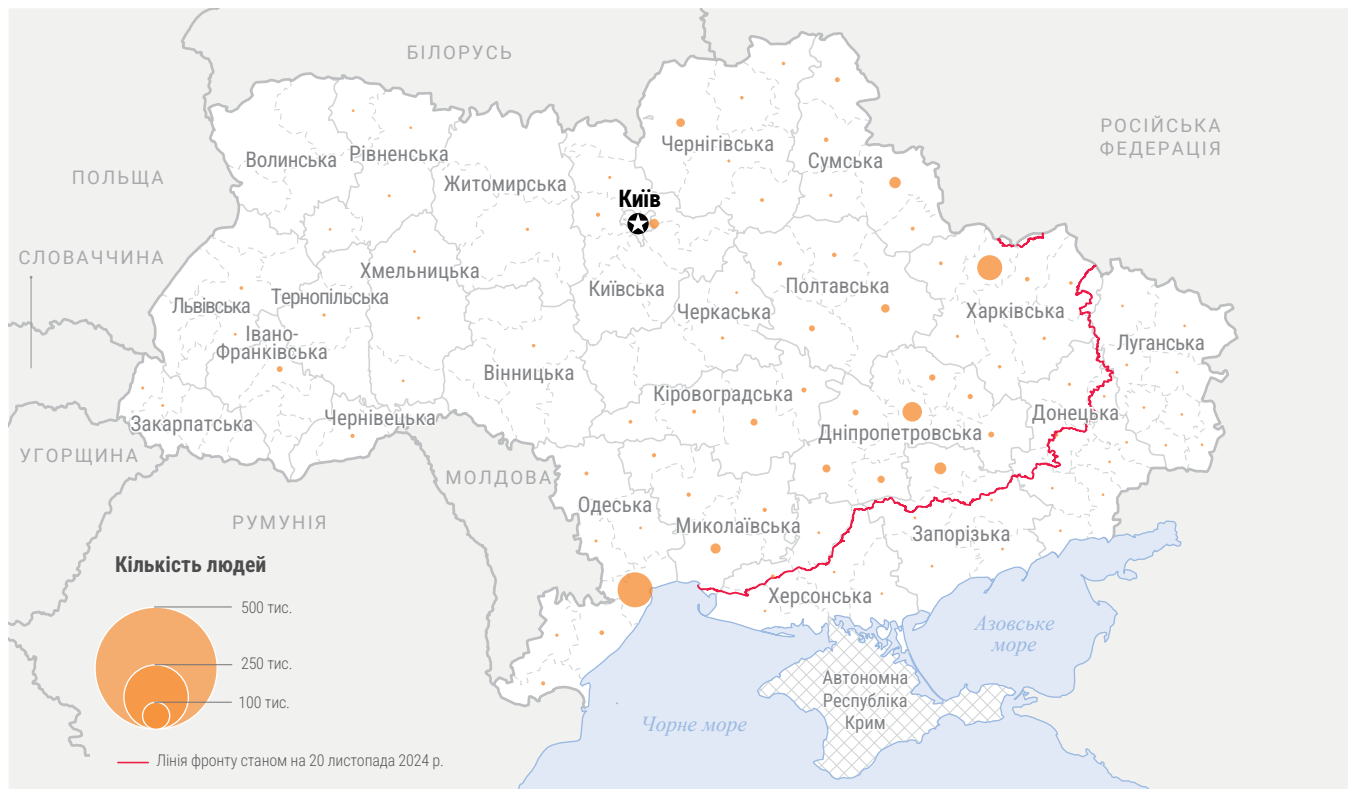 БІЛОРУСЬ
РОСІЙСЬКА
ФЕДЕРАЦІЯ
ПОЛЬЩА
СЛОВАЧЧИНА
УГОРЩИНА
РУМУНІЯ
МОЛДОВА
Волинська
Рівненська
Житомирська
Київ
Чернігівська
Сумська
Львівська
Тернопільська
Хмельницька
Київська
Черкаська
Полтавська
Харківська
Луганська
Івано-
Франківська
Закарпатська
Чернівецька
Вінницька
Кіровоградська
Дніпропетровська
Донецька
Одеська
Миколаївська
Запорізька
Херсонська
Азовське
море
Автономна
Республіка
Крим
Чорне море
Кількість людей
500 тис.
250 тис.
100 тис.
Лінія фронту станом на 20 листопада 2024 р.